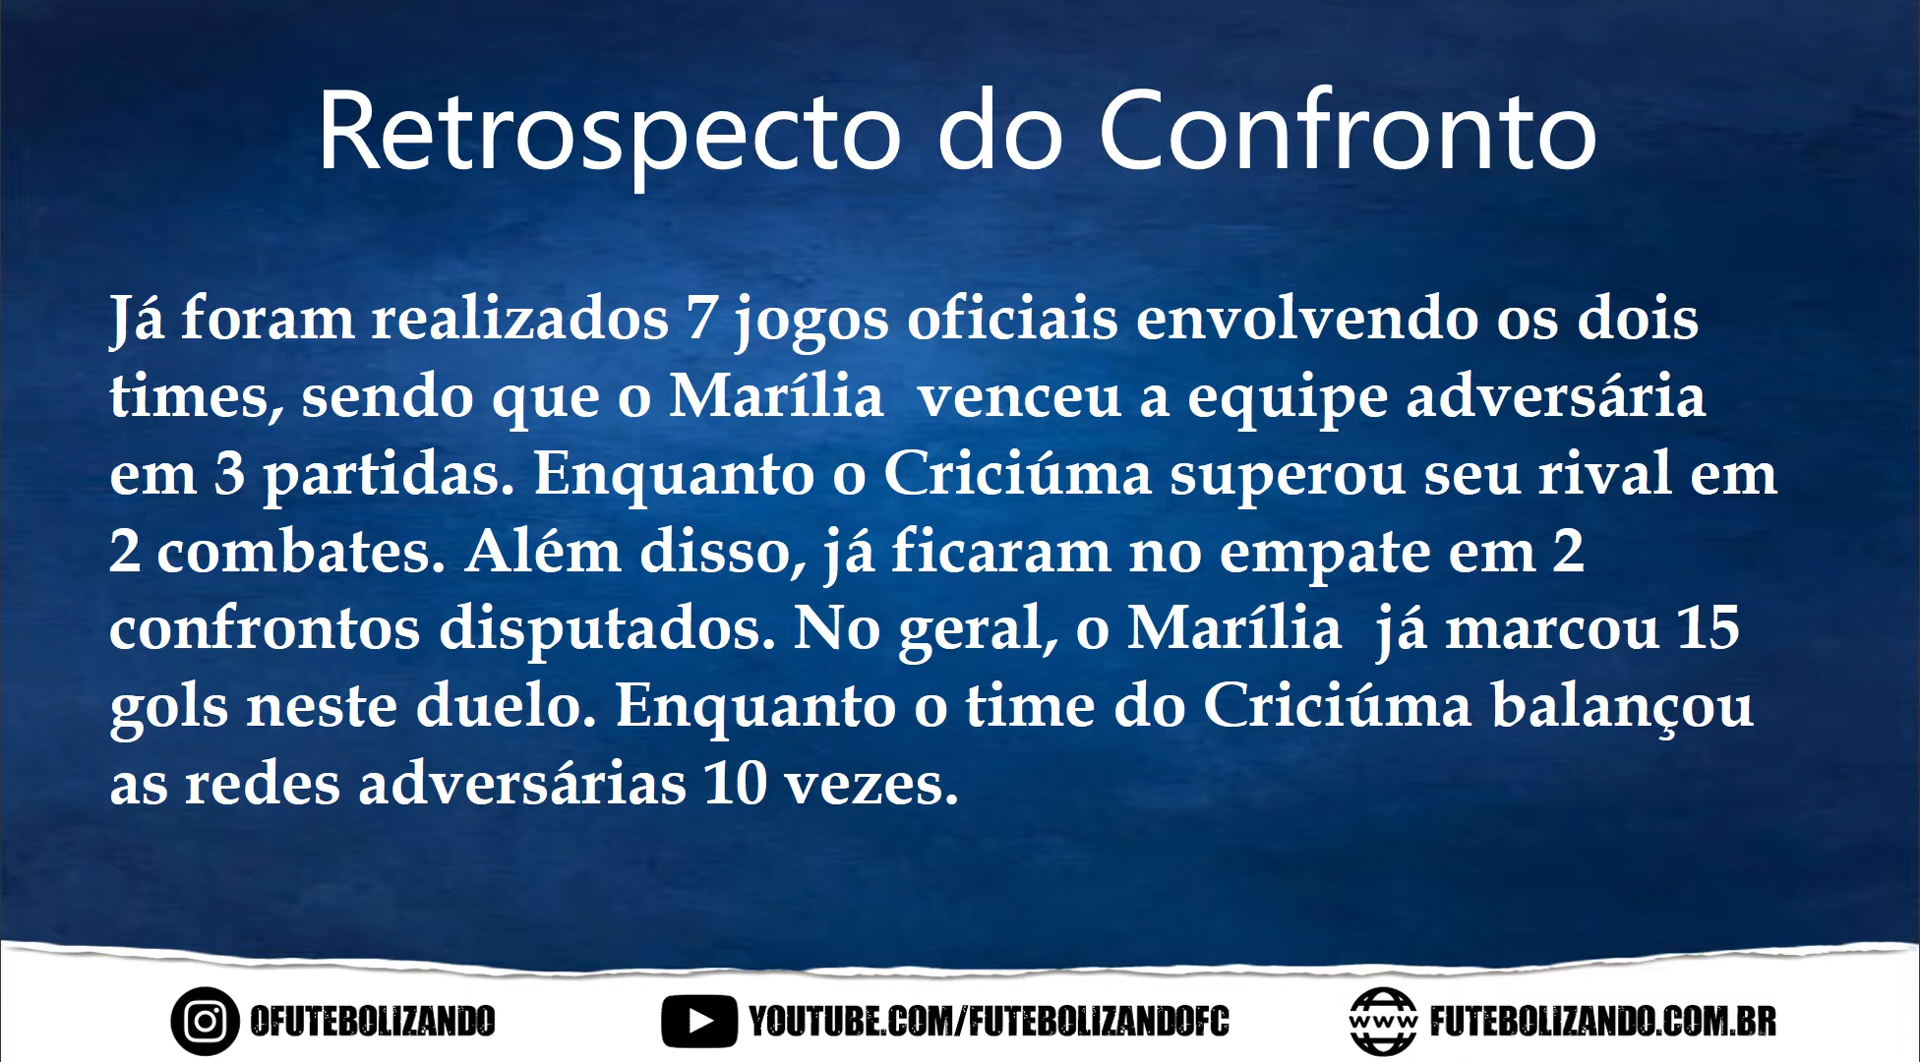 Retrospecto do Confronto
Já foram realizados 7 jogos oficiais envolvendo os dois
times, sendo que o Marília  venceu a equipe adversária
em 3 partidas. Enquanto o Criciúma superou seu rival em
2 combates. Além disso, já ficaram no empate em 2
confrontos disputados. No geral, o Marília  já marcou 15
gols neste duelo. Enquanto o time do Criciúma balançou
as redes adversárias 10 vezes.
OFUTEBOLIZANDO YOUTUBE.COM/FUTEBOLIZANDOFC WWW FUTEBOLIZANDO.COM.BR